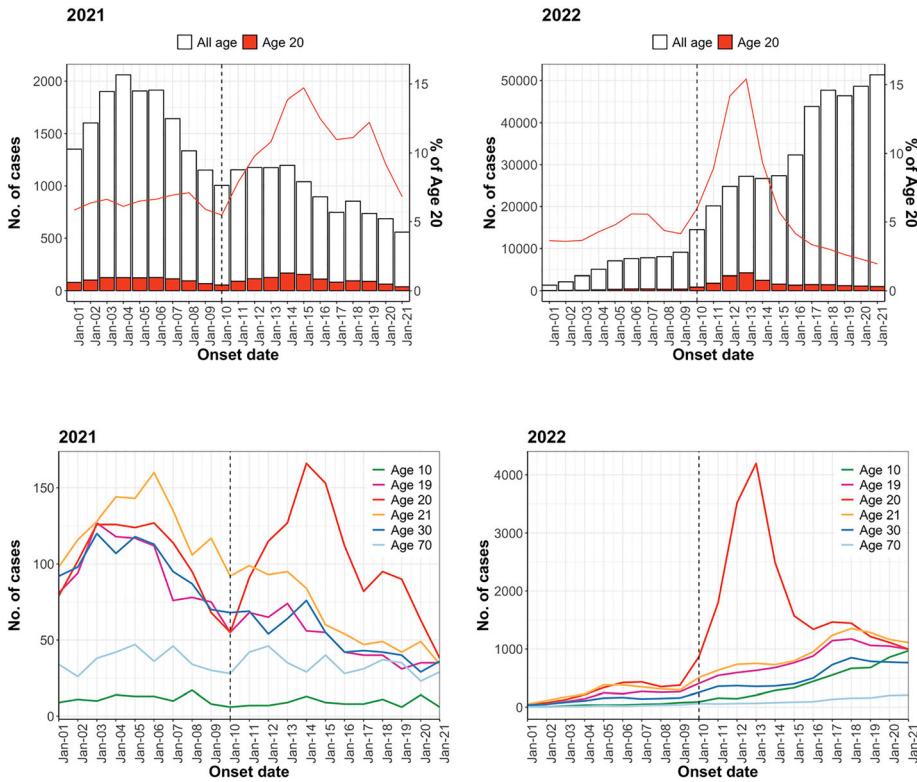 2021
All age Age 20
No. of cases
2000
1500
1000
500
0
15
10
5
0
% of Age 20
Jan-01 Jan-02 Jan-03 Jan-04 Jan-05 Jan-06 Jan-07 Jan-08 Jan-09 Jan-10 Jan-11 Jan-12 Jan-13 Jan-14 Jan-15 Jan-16 Jan-17 Jan-18 Jan-19 Jan-20 Jan-21
Onset date
2022
All age Age 20
No. of cases
50000
40000
30000
20000
10000
0
15
10
5
0
% of Age 20
Jan-01 Jan-02 Jan-03 Jan-04 Jan-05 Jan-06 Jan-07 Jan-08 Jan-09 Jan-10 Jan-11 Jan-12 Jan-13 Jan-14 Jan-15 Jan-16 Jan-17 Jan-18 Jan-19 Jan-20 Jan-21
Onset date
2021
No. of cases
150
100
50
0
Age 10
Age 19
Age 20
Age 21
Age 30
Age 70
Jan-01 Jan-02 Jan-03 Jan-04 Jan-05 Jan-06 Jan-07 Jan-08 Jan-09 Jan-10 Jan-11 Jan-12 Jan-13 Jan-14 Jan-15 Jan-16 Jan-17 Jan-18 Jan-19 Jan-20 Jan-21
Onset date
2022
No. of cases
4000
3000
2000
1000
0
Age 10
Age 19
Age 20
Age 21
Age 30
Age 70
Jan-01 Jan-02 Jan-03 Jan-04 Jan-05 Jan-06 Jan-07 Jan-08 Jan-09 Jan-10 Jan-11 Jan-12 Jan-13 Jan-14 Jan-15 Jan-16 Jan-17 Jan-18 Jan-19 Jan-20 Jan-21
Onset date